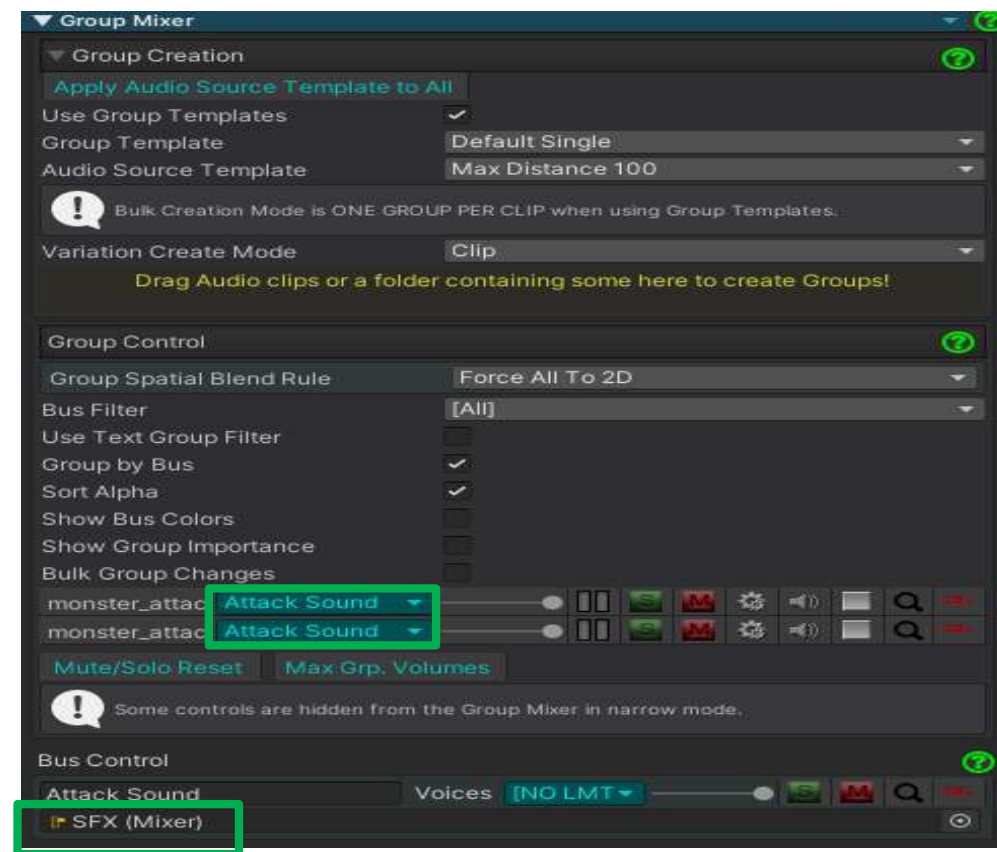 Group Mixer
Group Creation
Apply Audio Source Template to All
Use Group Templates
Group Template Default Single
Audio Source Template Max Distance 100
Bulk Creation Mode is ONE GROUP PER CLIP when using Group Templates.
Variation Create Mode Clip
Drag Audio clips or a folder containing some here to create Groups!
Group Control
Group Spatial Blend Rule Force All To 2D
Bus Filter [All]
Use Text Group Filter
Group by Bus
Sort Alpha
Show Bus Colors
Show Group Importance
Bulk Group Changes
monster_attac Attack Sound S M
monster_attac Attack Sound S M
Mute/Solo Reset Max Grp. Volumes
Some controls are hidden from the Group Mixer in narrow mode.
Bus Control
Attack Sound Voices [NO LMT S M
SFX (Mixer)